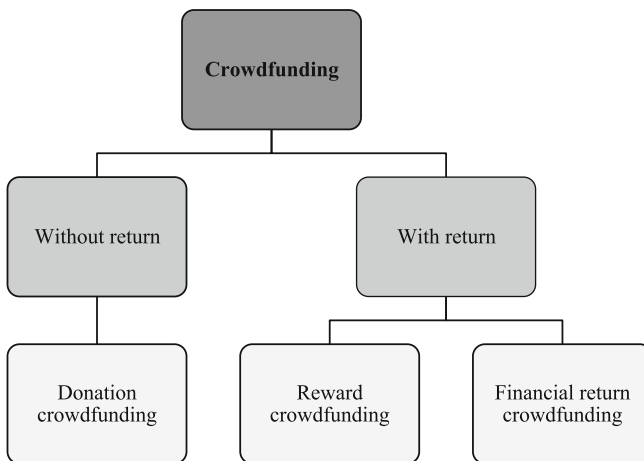 Crowdfunding
Without return
With return
Donation
crowdfunding
Reward
crowdfunding
Financial return
crowdfunding